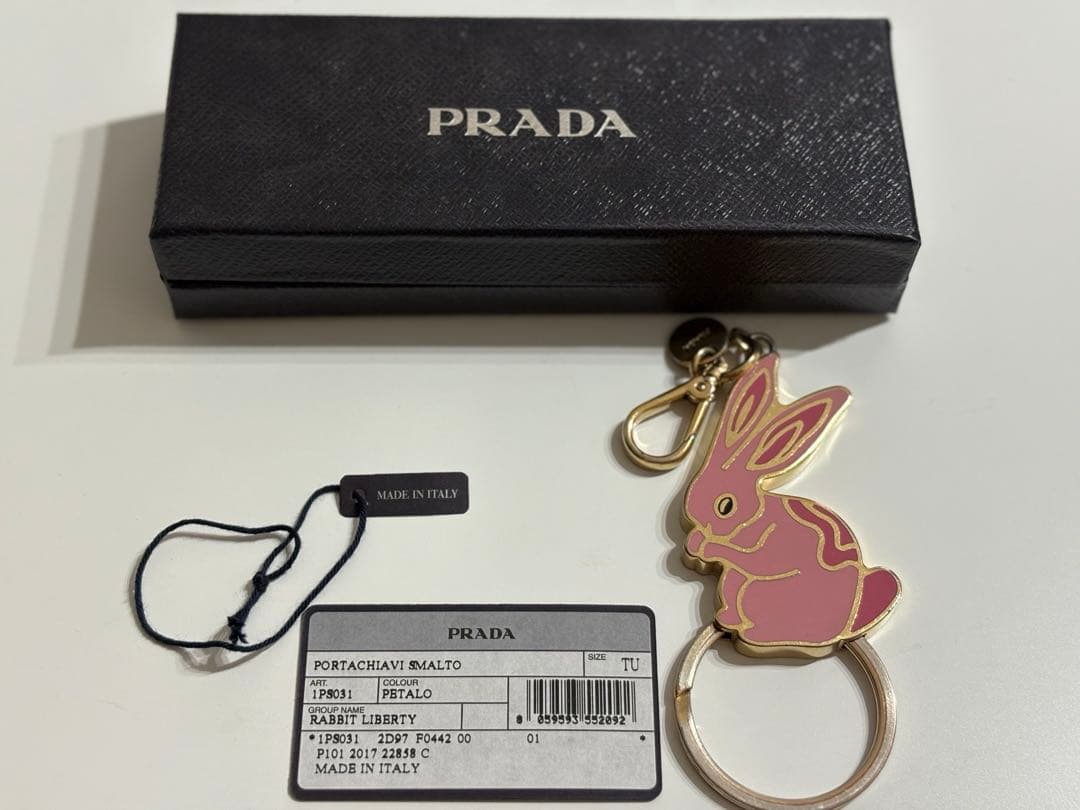 PRADA
MADE IN ITALY
PRADA
PORTACHIAVI SMALTO
SIZE
TU
ART.
1PS031
COLOUR
PETALO
GROUP NAME
RABBIT LIBERTY
8 059593 552092
*1PS031 2D97 F0442 00 01 *
P101 2017 22858 C
MADE IN ITALY